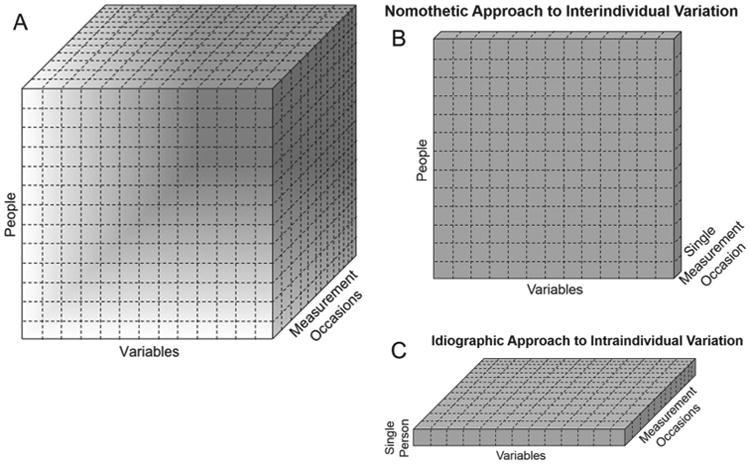 A
People
Variables
Measurement
Occasions
Nomothetic Approach to Interindividual Variation
B
People
Variables
Single
Measurement
Occasion
Idiographic Approach to Intraindividual Variation
C
Single
Person
Variables
Measurement
Occasions